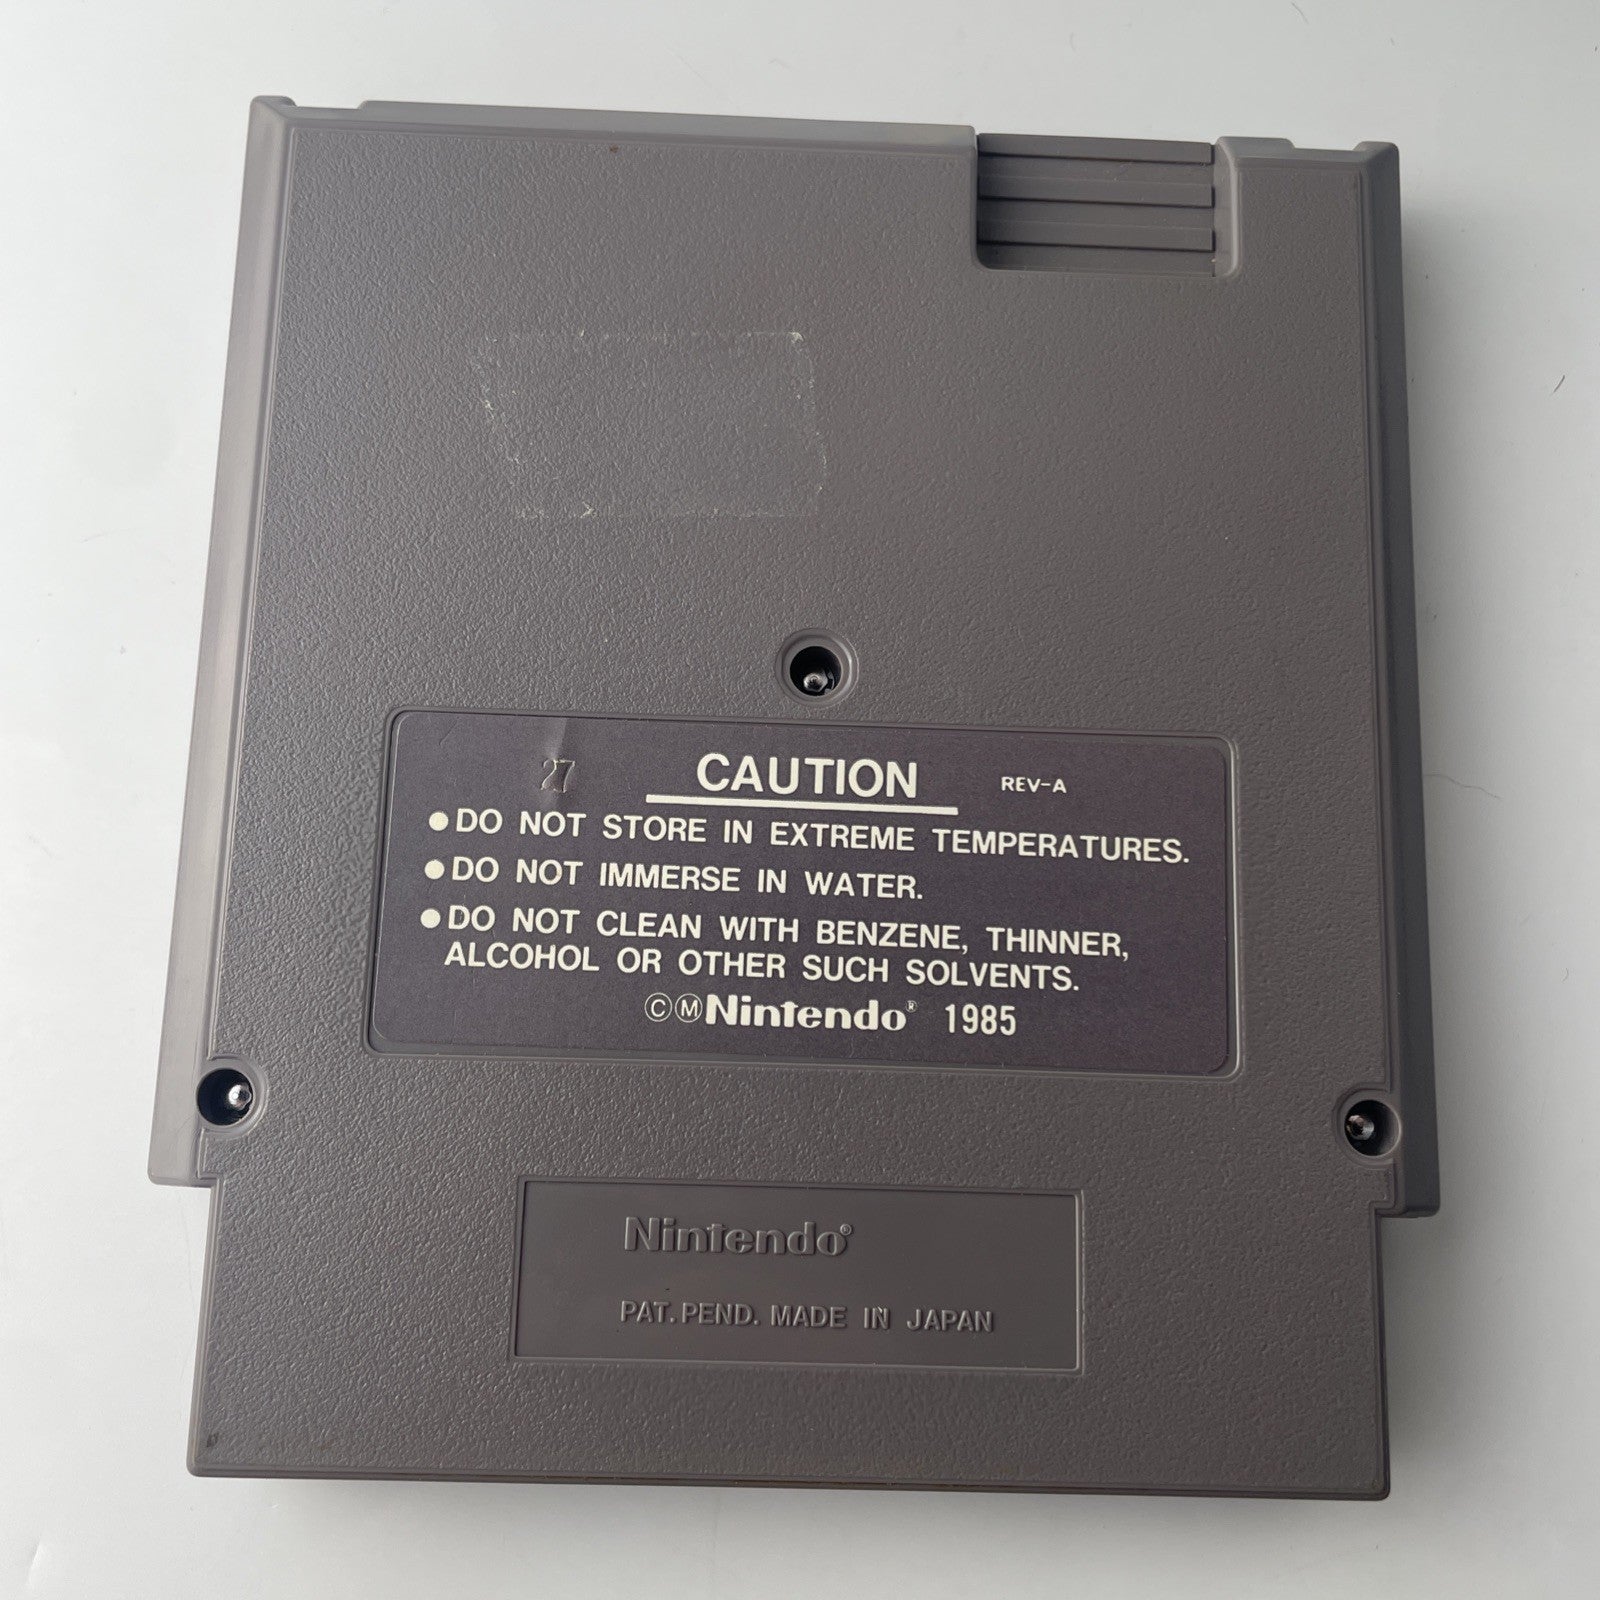 27
CAUTION REV-A
●DO NOT STORE IN EXTREME TEMPERATURES.
●DO NOT IMMERSE IN WATER.
●DO NOT CLEAN WITH BENZENE, THINNER,
ALCOHOL OR OTHER SUCH SOLVENTS.
ⒸⓂNintendo® 1985
Nintendo®
PAT. PEND. MADE IN JAPAN